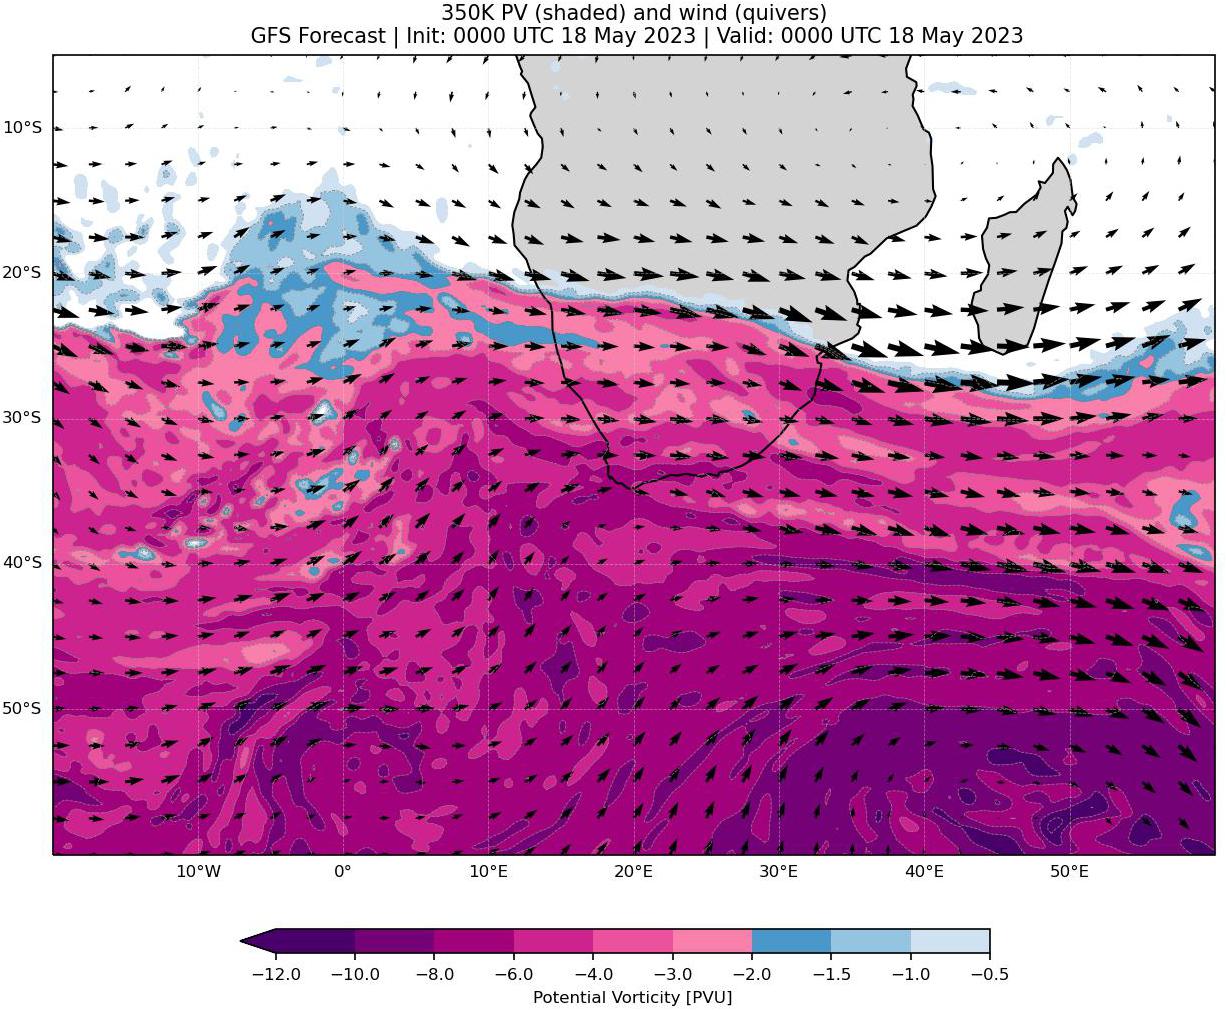 350K PV (shaded) and wind (quivers)
GFS Forecast | Init: 0000 UTC 18 May 2023 | Valid: 0000 UTC 18 May 2023
10°S
20°S
30°S
40°S
50°S
10°W 0° 10°E 20°E 30°E 40°E 50°E
−12.0 −10.0 −8.0 −6.0 −4.0 −3.0 −2.0 −1.5 −1.0 −0.5
Potential Vorticity [PVU]